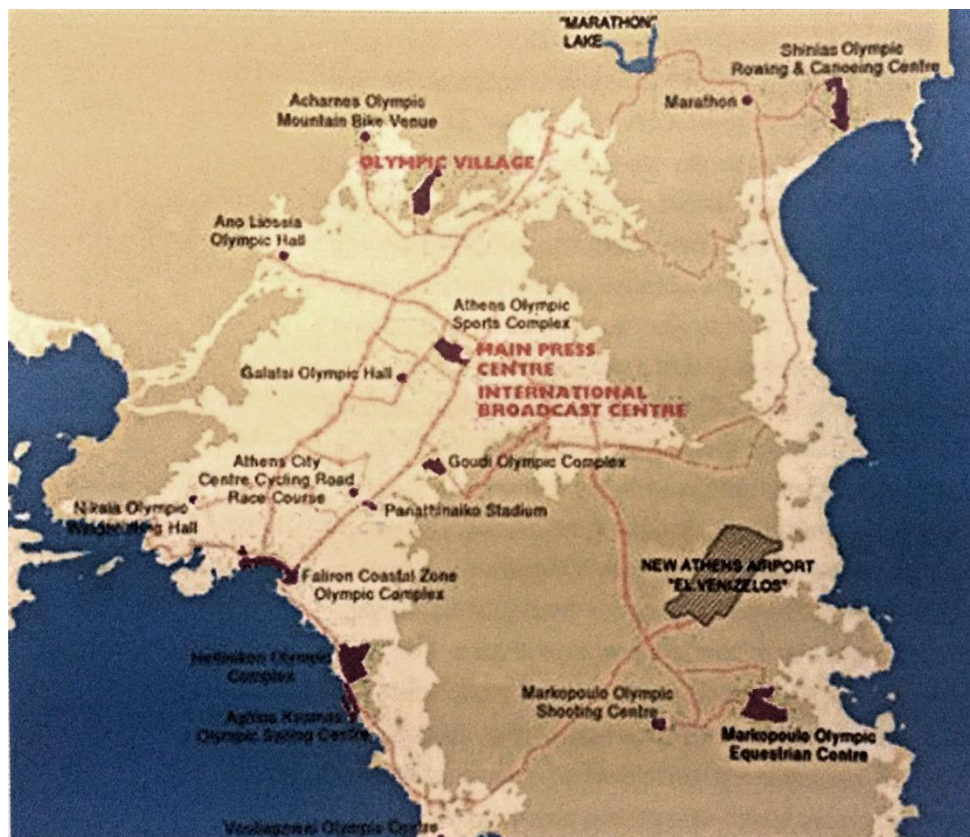 "MARATHON"
LAKE
Shinias Olympic
Rowing & Canoeing Centre
Marathon
Acharnes Olympic
Mountain Bike Venue
OLYMPIC VILLAGE
Ano Liossia
Olympic Hall
Athens Olympic
Sports Complex
MAIN PRESS
CENTRE
INTERNATIONAL
BROADCAST CENTRE
Galatsi Olympic Hall
Goudi Olympic Complex
Athens City
Centre Cycling Road
Race Course
Panathinaiko Stadium
Nikaia Olympic
Weightlifting Hall
Faliron Coastal Zone
Olympic Complex
NEW ATHENS AIRPORT
"EL.VENIZELOS"
Hellinikon Olympic
Complex
Agios Kosmas
Olympic Sailing Centre
Markopoulo Olympic
Shooting Centre
Markopoulo Olympic
Equestrian Centre
Vouliagmeni Olympic Centre